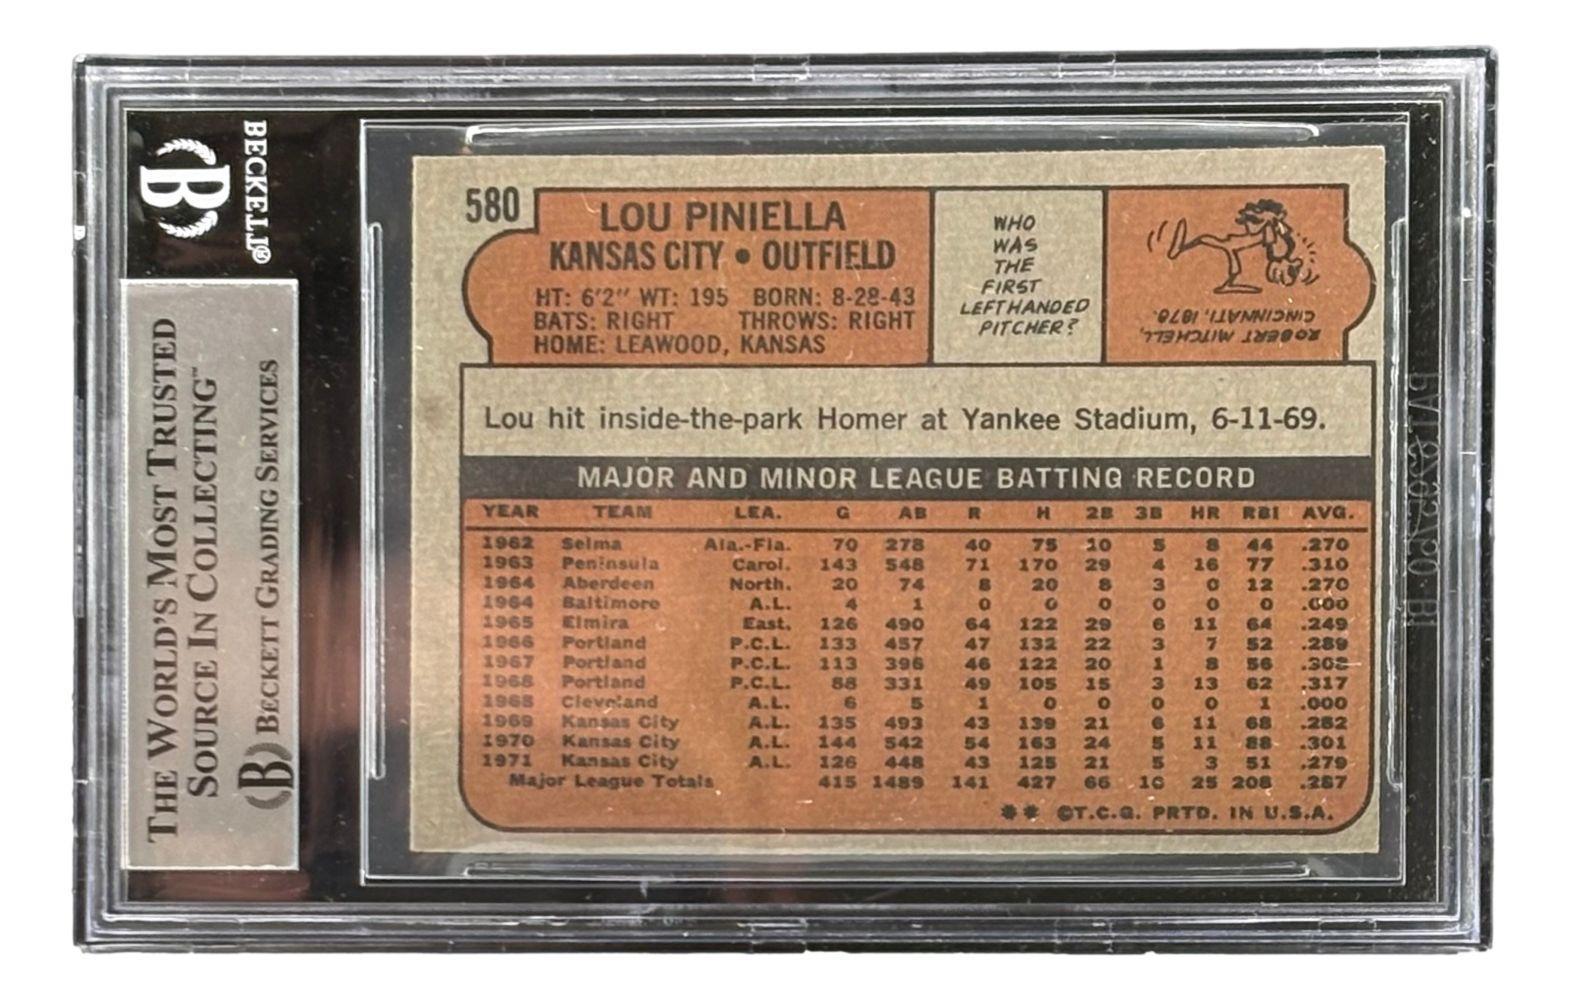 BECKETT®
B
THE WORLD'S MOST TRUSTED
SOURCE IN COLLECTING™
B BECKETT GRADING SERVICES
580
LOU PINIELLA
KANSAS CITY • OUTFIELD
HT: 6'2" WT: 195 BORN: 8-28-43
BATS: RIGHT THROWS: RIGHT
HOME: LEAWOOD, KANSAS
WHO
WAS
THE
FIRST
LEFTHANDED
PITCHER?
ROBERT MITCHELL,
CINCINNATI, 1878.
Lou hit inside-the-park Homer at Yankee Stadium, 6-11-69.
MAJOR AND MINOR LEAGUE BATTING RECORD
YEAR TEAM LEA. G AB R H 2B 3B HR RBI AVG.
1962 Selma Ala.-Fla. 70 278 40 75 10 5 8 44 .270
1963 Peninsula Carol. 143 548 71 170 29 4 16 77 .310
1964 Aberdeen North. 20 74 8 20 8 3 0 12 .270
1964 Baltimore A.L. 4 1 0 0 0 0 0 0 .000
1965 Elmira East. 126 490 64 122 29 6 11 64 .249
1966 Portland P.C.L. 133 457 47 132 22 3 7 52 .289
1967 Portland P.C.L. 113 396 46 122 20 1 8 56 .308
1968 Portland P.C.L. 88 331 49 105 15 3 13 62 .317
1968 Cleveland A.L. 6 5 1 0 0 0 0 1 .000
1969 Kansas City A.L. 135 493 43 139 21 6 11 68 .282
1970 Kansas City A.L. 144 542 54 163 24 5 11 88 .301
1971 Kansas City A.L. 126 448 43 125 21 5 3 51 .279
Major League Totals 415 1489 141 427 66 16 25 208 .287
** ©T.C.G. PRTD. IN U.S.A.